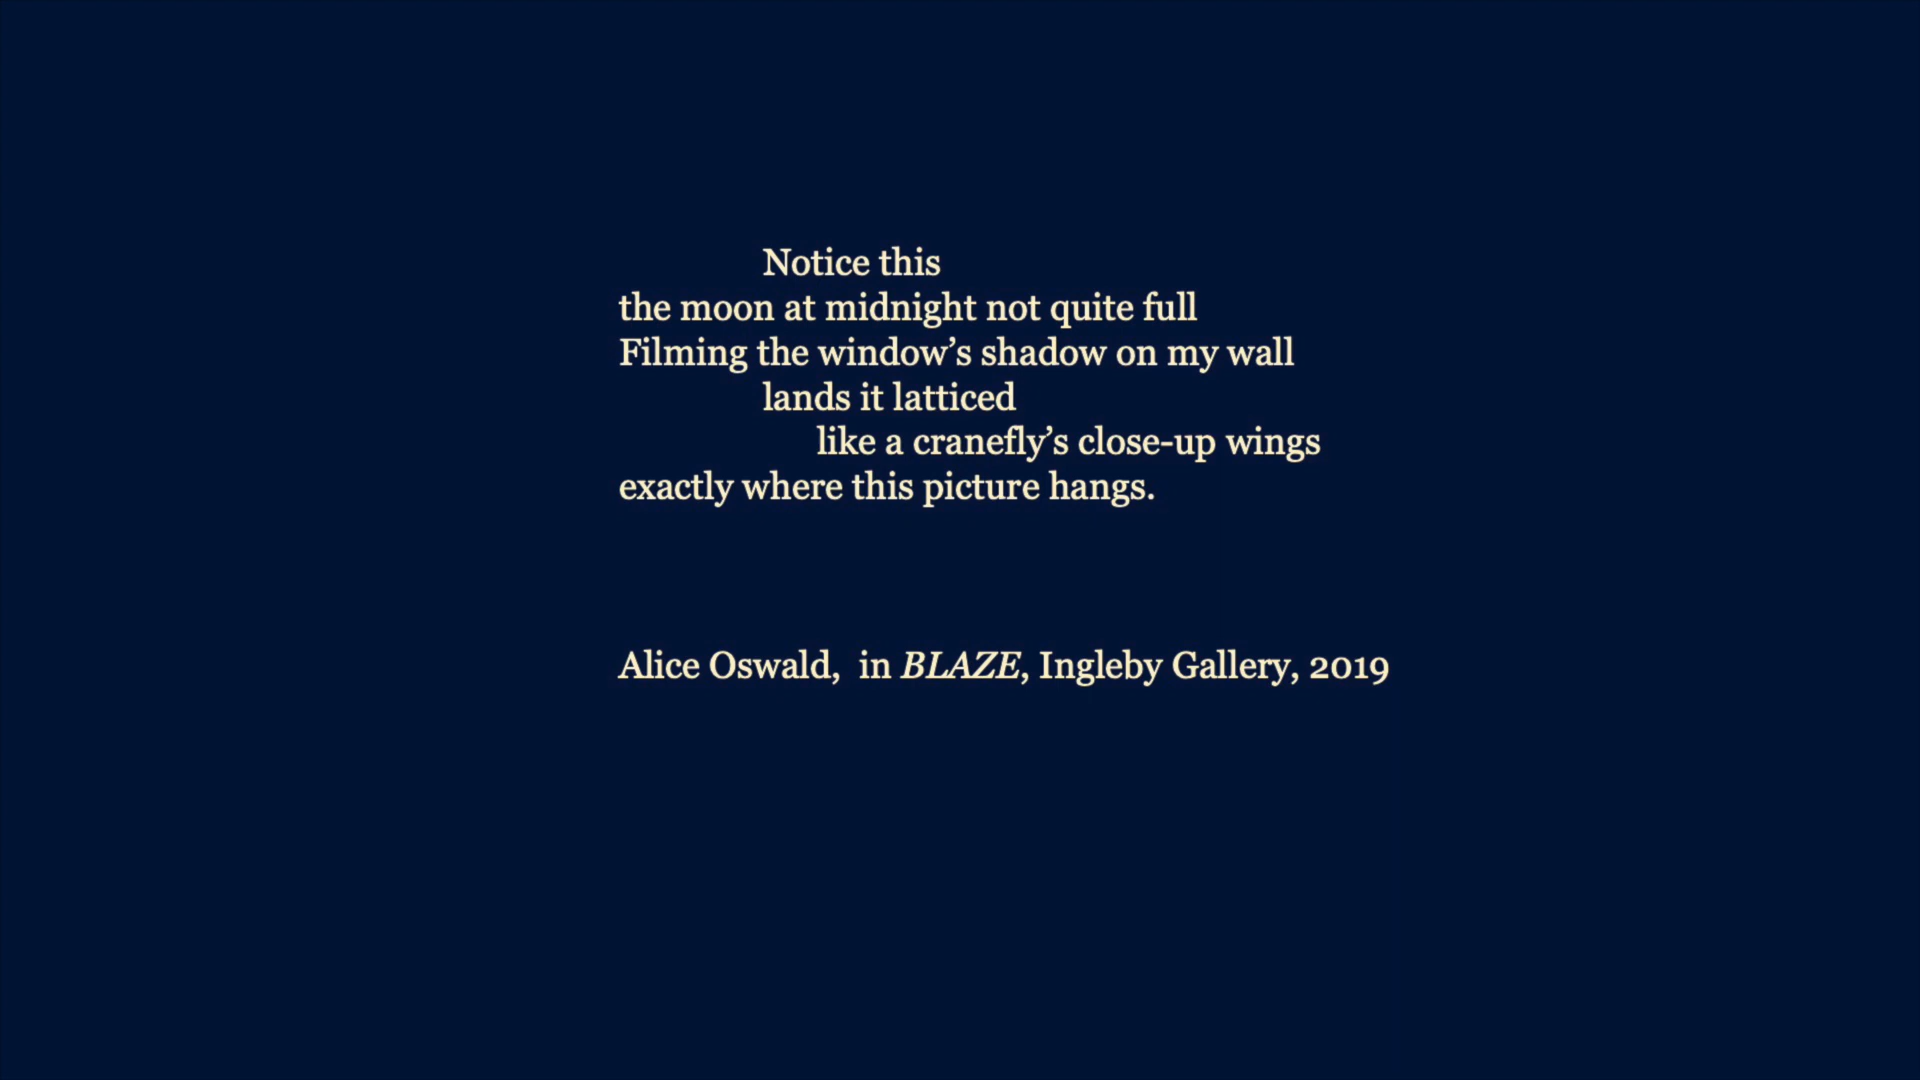 Notice this
the moon at midnight not quite full
Filming the window’s shadow on my wall
lands it latticed
like a cranefly’s close-up wings
exactly where this picture hangs.
Alice Oswald,  in BLAZE, Ingleby Gallery, 2019